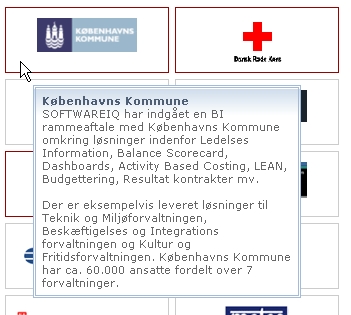 KØBENHAVNS
KOMMUNE
Dansk Røde Kors
Københavns Kommune
SOFTWAREIQ har indgået en BI
rammeaftale med Københavns Kommune
omkring løsninger indenfor Ledelses
Information, Balance Scorecard,
Dashboards, Activity Based Costing, LEAN,
Budgettering, Resultat kontrakter mv.
Der er eksempelvis leveret løsninger til
Teknik og Miljøforvaltningen,
Beskæftigelses og Integrations
forvaltningen og Kultur og
Fritidsforvaltningen. Københavns Kommune
har ca. 60.000 ansatte fordelt over 7
forvaltninger.